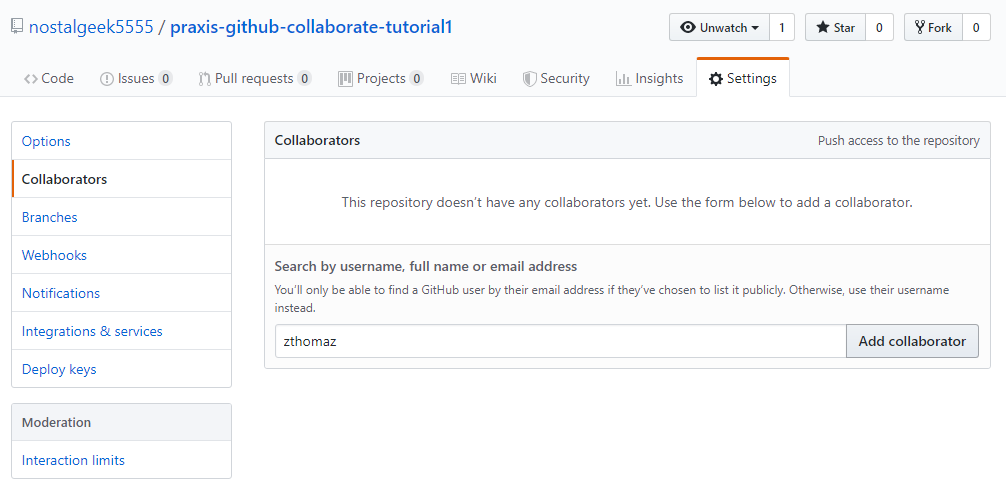 nostalgeek5555 / praxis-github-collaborate-tutorial1
Unwatch 1 Star 0 Fork 0
Code Issues 0 Pull requests 0 Projects 0 Wiki Security Insights Settings
Options
Collaborators
Branches
Webhooks
Notifications
Integrations & services
Deploy keys
Moderation
Interaction limits
Collaborators Push access to the repository
This repository doesn't have any collaborators yet. Use the form below to add a collaborator.
Search by username, full name or email address
You'll only be able to find a GitHub user by their email address if they've chosen to list it publicly. Otherwise, use their username
instead.
zthomaz Add collaborator